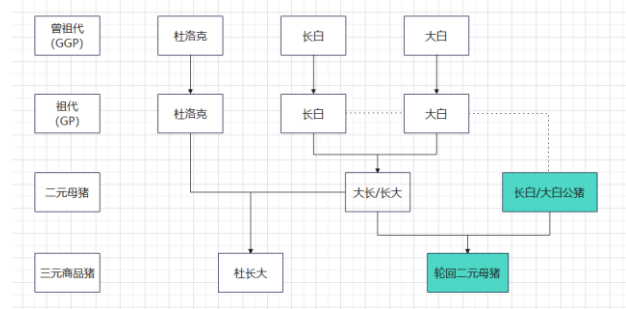 曾祖代
(GGP)
杜洛克
长白
大白
祖代
(GP)
杜洛克
长白
大白
二元母猪
大长/长大
长白/大白公猪
三元商品猪
杜长大
轮回二元母猪